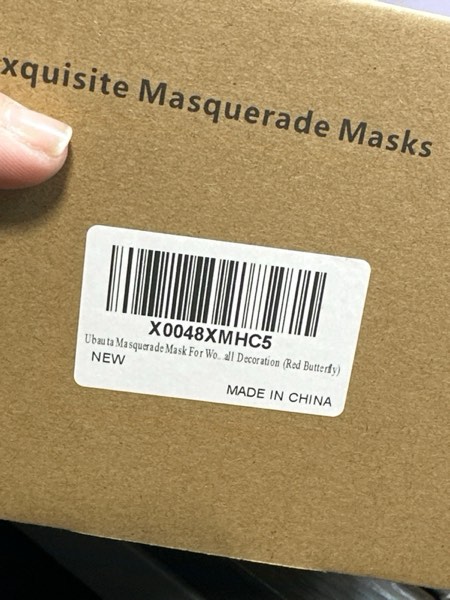 xquisite Masquerade Masks
X0048XMHC5
Ubauta Masquerade Mask For Wo...all Decoration (Red Butterfly)
NEW
MADE IN CHINA